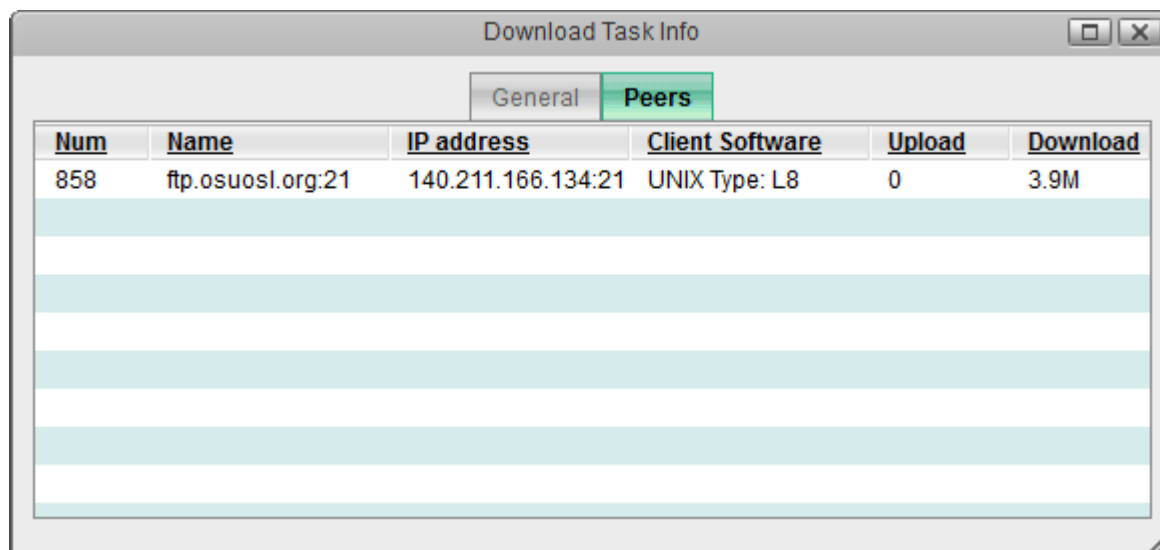 Download Task Info
General Peers
Num Name IP address Client Software Upload Download
858 ftp.osuosl.org:21 140.211.166.134:21 UNIX Type: L8 0 3.9M